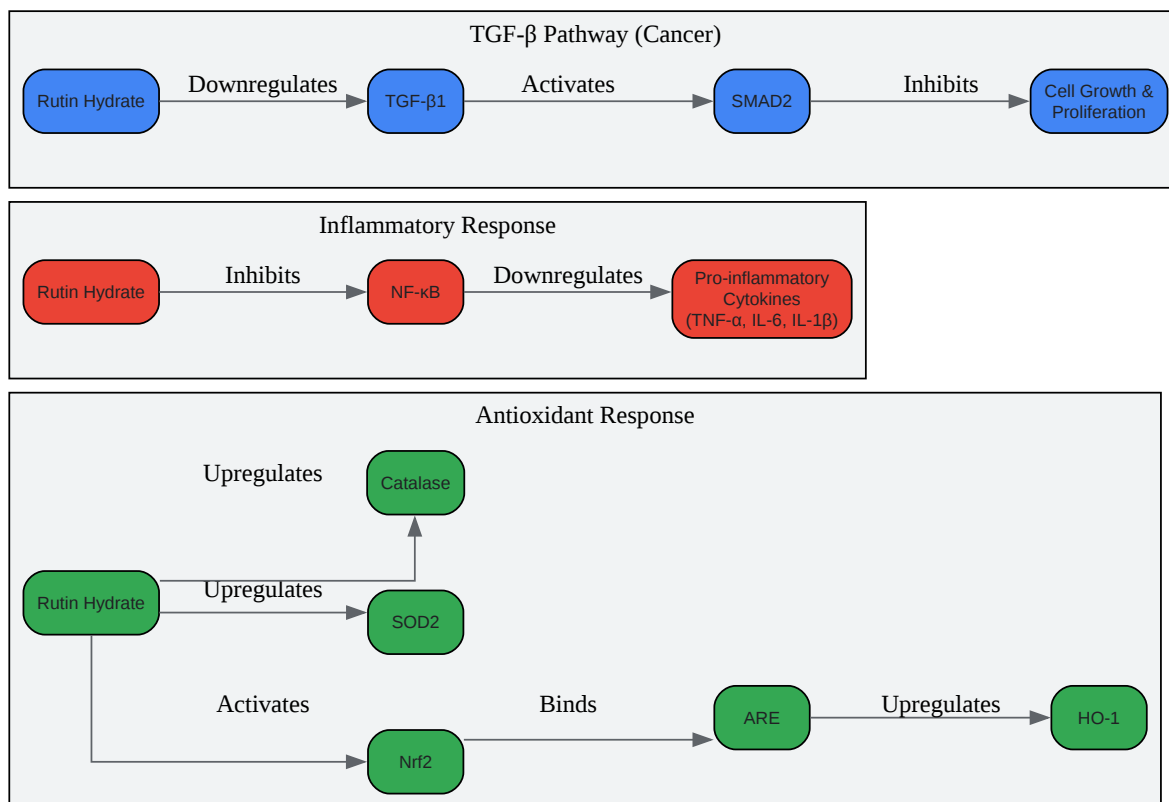 TGF-β Pathway (Cancer)
Rutin Hydrate
Downregulates
TGF-β1
Activates
SMAD2
Inhibits
Cell Growth &
Proliferation
Inflammatory Response
Rutin Hydrate
Inhibits
NF-κB
Downregulates
Pro-inflammatory
Cytokines
(TNF-α, IL-6, IL-1β)
Antioxidant Response
Upregulates
Catalase
Rutin Hydrate
Upregulates
SOD2
Activates
Nrf2
Binds
ARE
Upregulates
HO-1